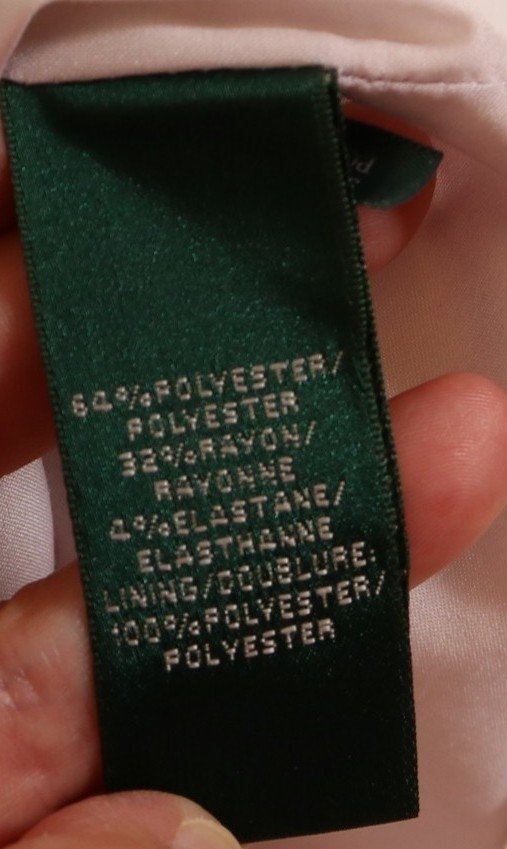 64%POLYESTER/
POLYESTER
32%RAYON/
RAYONNE
4%ELASTANE/
ELASTHANNE
LINING/DOUBLURE:
100%POLYESTER/
POLYESTER